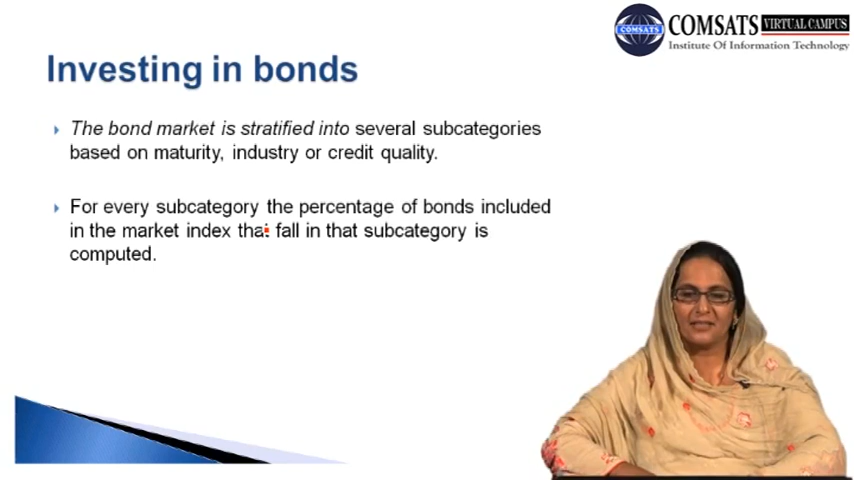 COMSATS VIRTUAL CAMPUS
COMSATS
Institute Of Information Technology
Investing in bonds
The bond market is stratified into several subcategories
based on maturity, industry or credit quality.
For every subcategory the percentage of bonds included
in the market index that fall in that subcategory is
computed.